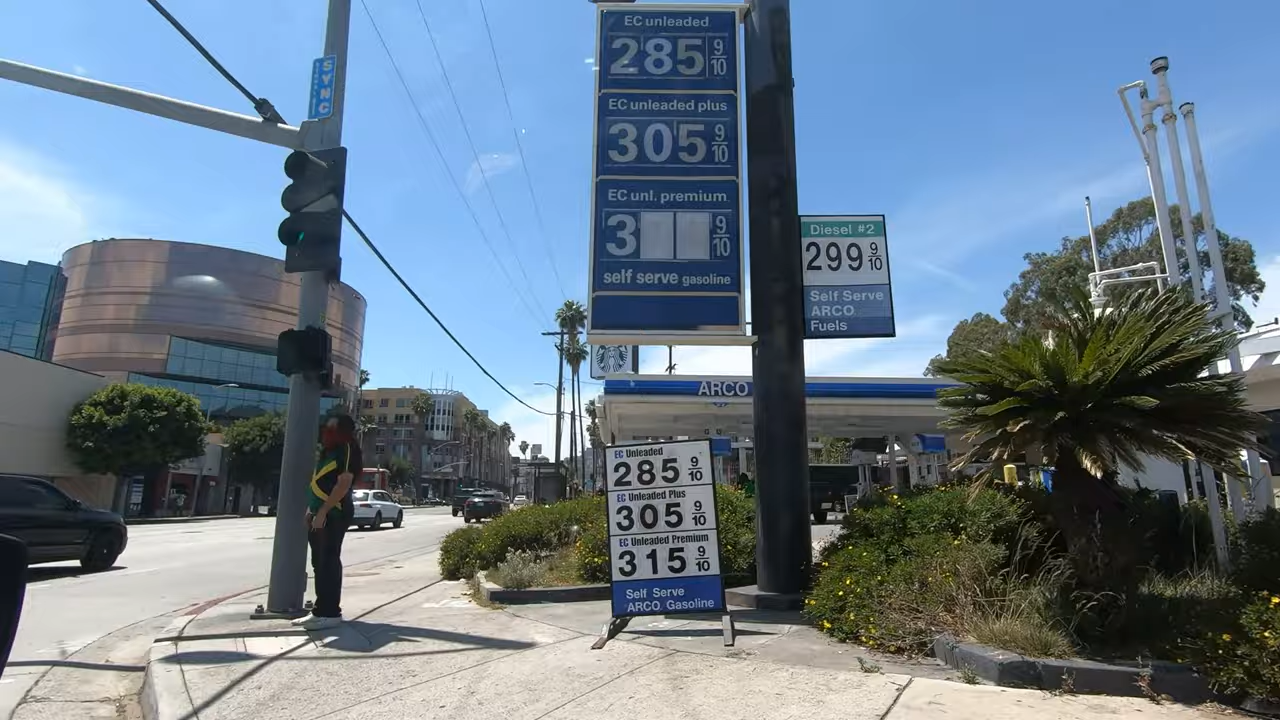 SYNC
EC unleaded
285 9/10
EC unleaded plus
305 9/10
EC unl. premium
3 9/10
self serve gasoline
Diesel #2
299 9/10
Self Serve
ARCO
Fuels
ARCO
EC Unleaded
285 9/10
EC Unleaded Plus
305 9/10
EC Unleaded Premium
315 9/10
Self Serve
ARCO Gasoline